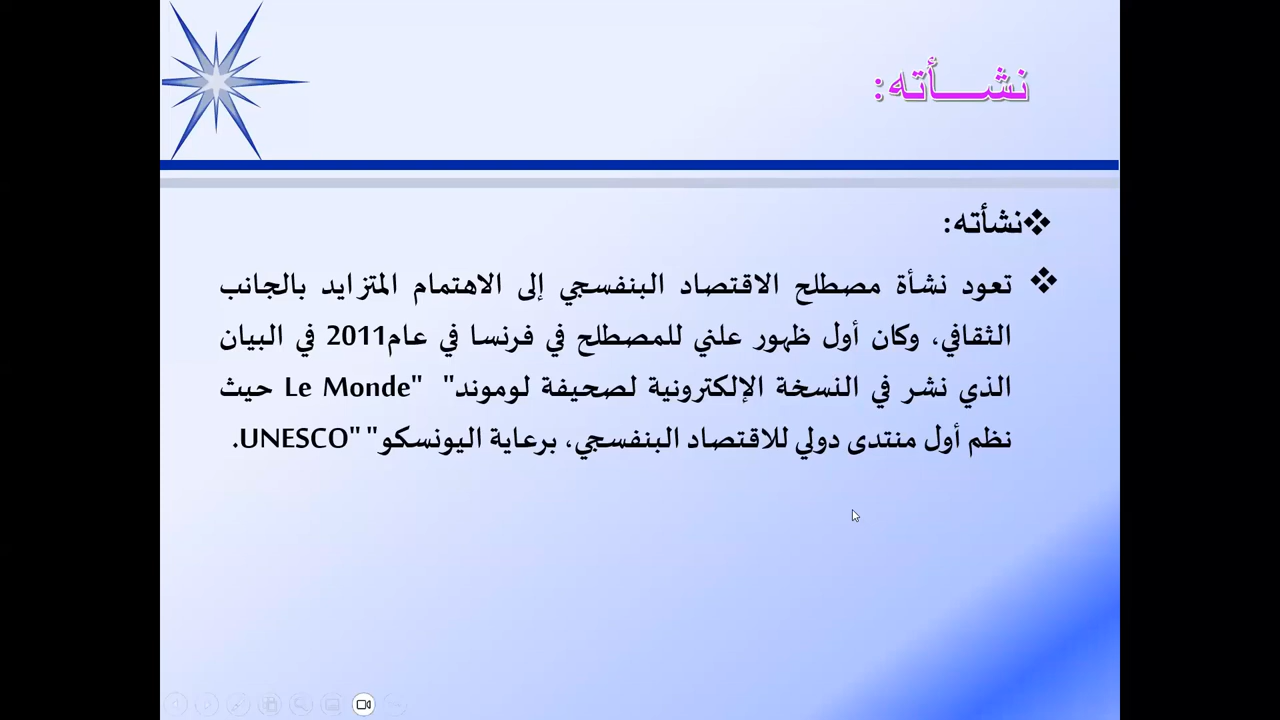 نشـــأته:
❖نشأته:
❖ تعود نشأة مصطلح الاقتصاد البنفسجي إلى الاهتمام المتزايد بالجانب
الثقافي، وكان أول ظهور علني للمصطلح في فرنسا في عام2011 في البيان
الذي نشر في النسخة الإلكترونية لصحيفة لوموند" "Le Monde حيث
نظم أول منتدى دولي للاقتصاد البنفسجي، برعاية اليونسكو" "UNESCO.